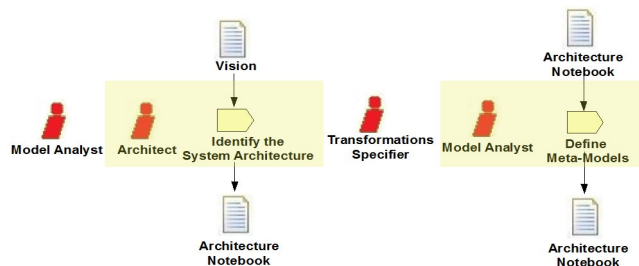 Vision
Model Analyst
Architect
Identify the
System Architecture
Architecture
Notebook
Transformations
Specifier
Architecture
Notebook
Model Analyst
Define
Meta-Models
Architecture
Notebook